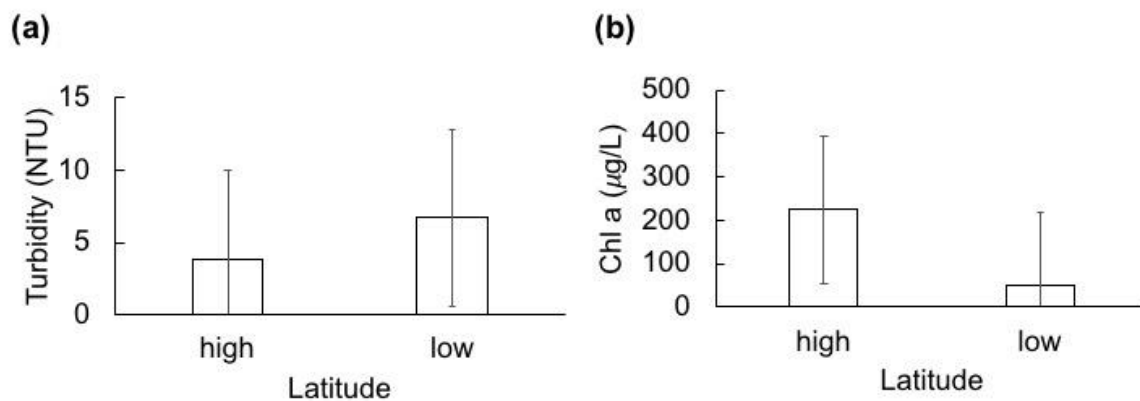 (a)
Turbidity (NTU)
15
10
5
0
high low
Latitude
(b)
Chl a (μg/L)
500
400
300
200
100
0
high low
Latitude